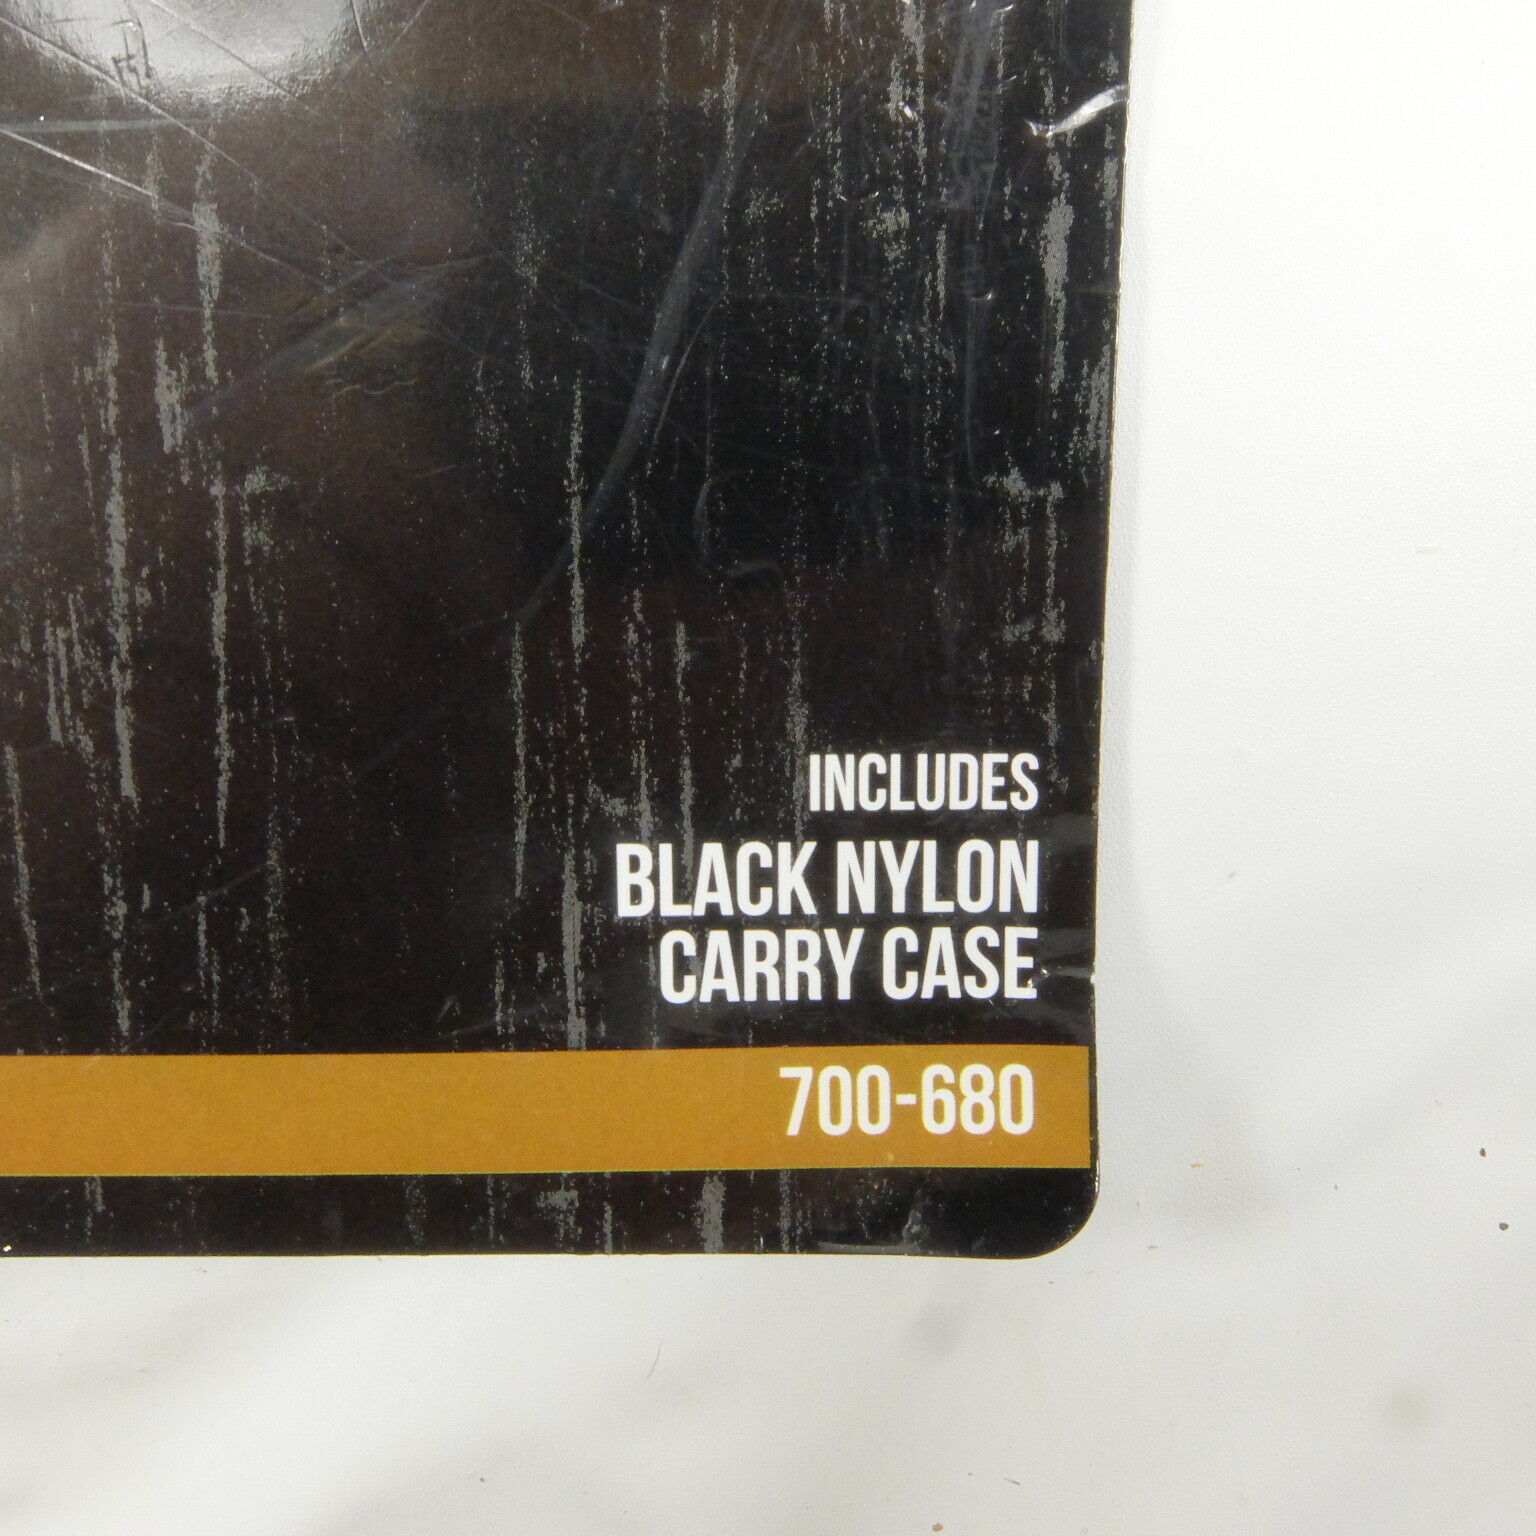 INCLUDES
BLACK NYLON
CARRY CASE
700-680